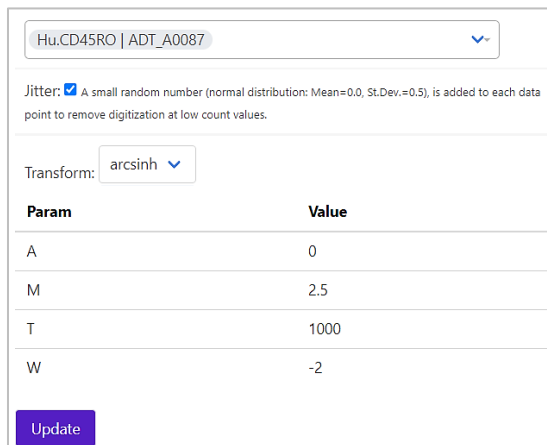 Hu.CD45RO | ADT_A0087
Jitter: A small random number (normal distribution: Mean=0.0, St.Dev.=0.5), is added to each data
point to remove digitization at low count values.
Transform: arcsinh
Param Value
A 0
M 2.5
T 1000
W -2
Update